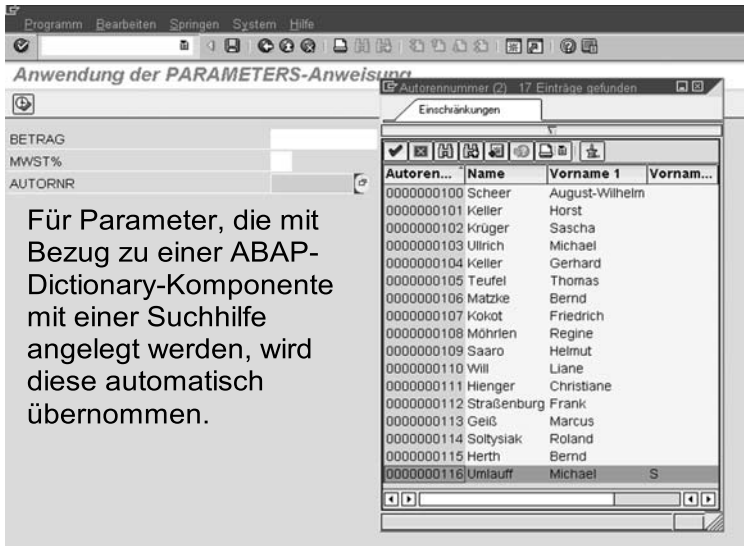 Programm Bearbeiten Springen System Hilfe
Anwendung der PARAMETERS-Anweisung
Autorennummer (2) 17 Einträge gefunden
Einschränkungen
BETRAG
MWST%
AUTORNR
Für Parameter, die mit
Bezug zu einer ABAP-
Dictionary-Komponente
mit einer Suchhilfe
angelegt werden, wird
diese automatisch
übernommen.
Autoren... Name Vorname 1 Vornam...
0000000100 Scheer August-Wilhelm
0000000101 Keller Horst
0000000102 Krüger Sascha
0000000103 Ullrich Michael
0000000104 Keller Gerhard
0000000105 Teufel Thomas
0000000106 Matzke Bernd
0000000107 Kokot Friedrich
0000000108 Möhrlen Regine
0000000109 Saaro Helmut
0000000110 Will Liane
0000000111 Hienger Christiane
0000000112 Straßenburg Frank
0000000113 Geiß Marcus
0000000114 Soltysiak Roland
0000000115 Herth Bernd
0000000116 Umlauff Michael S